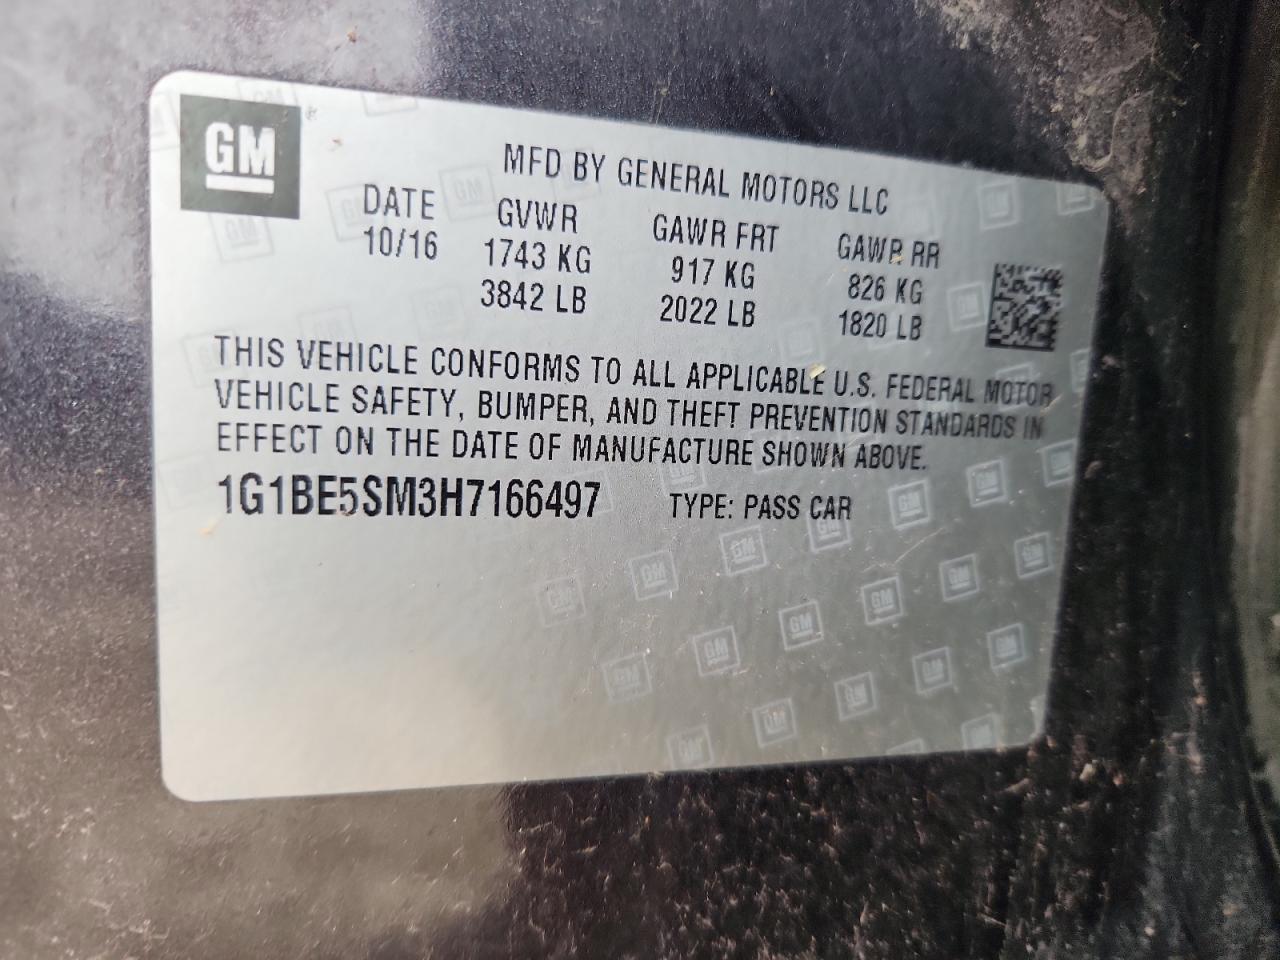 GM
MFD BY GENERAL MOTORS LLC
DATE GVWR GAWR FRT GAWR RR
10/16 1743 KG 917 KG 826 KG
3842 LB 2022 LB 1820 LB
THIS VEHICLE CONFORMS TO ALL APPLICABLE U.S. FEDERAL MOTOR
VEHICLE SAFETY, BUMPER, AND THEFT PREVENTION STANDARDS IN
EFFECT ON THE DATE OF MANUFACTURE SHOWN ABOVE.
1G1BE5SM3H7166497 TYPE: PASS CAR